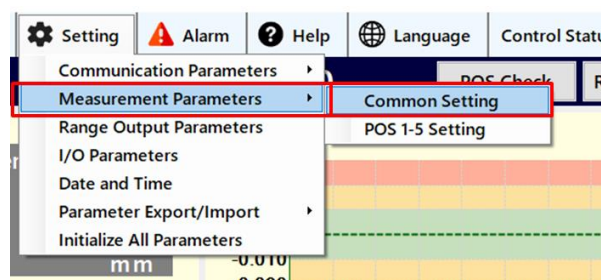 Setting Alarm Help Language Control Statu
Communication Parameters
POS Check R
Measurement Parameters Common Setting
Range Output Parameters POS 1-5 Setting
I/O Parameters
Date and Time
Parameter Export/Import
Initialize All Parameters
mm -0.010